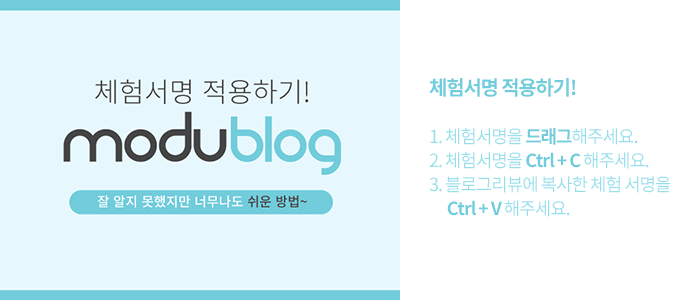 체험서명 적용하기!
modublog
잘 알지 못했지만 너무나도 쉬운 방법~
체험서명 적용하기!
1. 체험서명을 드래그해주세요.
2. 체험서명을 Ctrl + C 해주세요.
3. 블로그리뷰에 복사한 체험 서명을
Ctrl + V 해주세요.